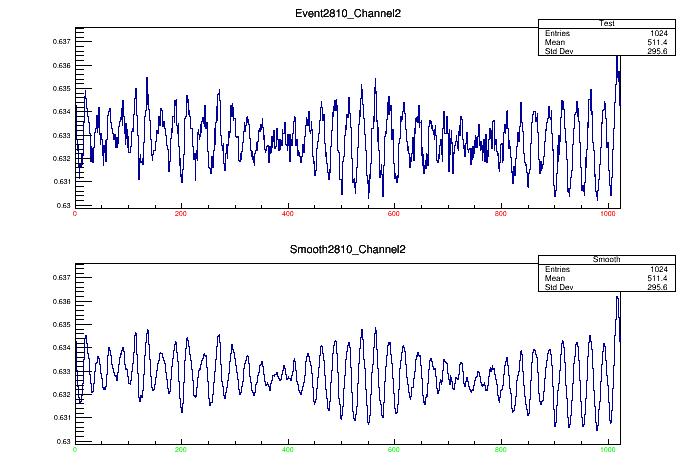 Event2810_Channel2
Test
Entries 1024
Mean 511.4
Std Dev 295.6
0.637
0.636
0.635
0.634
0.633
0.632
0.631
0.63
0 200 400 600 800 1000
Smooth2810_Channel2
Smooth
Entries 1024
Mean 511.4
Std Dev 295.6
0.637
0.636
0.635
0.634
0.633
0.632
0.631
0.63
0 200 400 600 800 1000